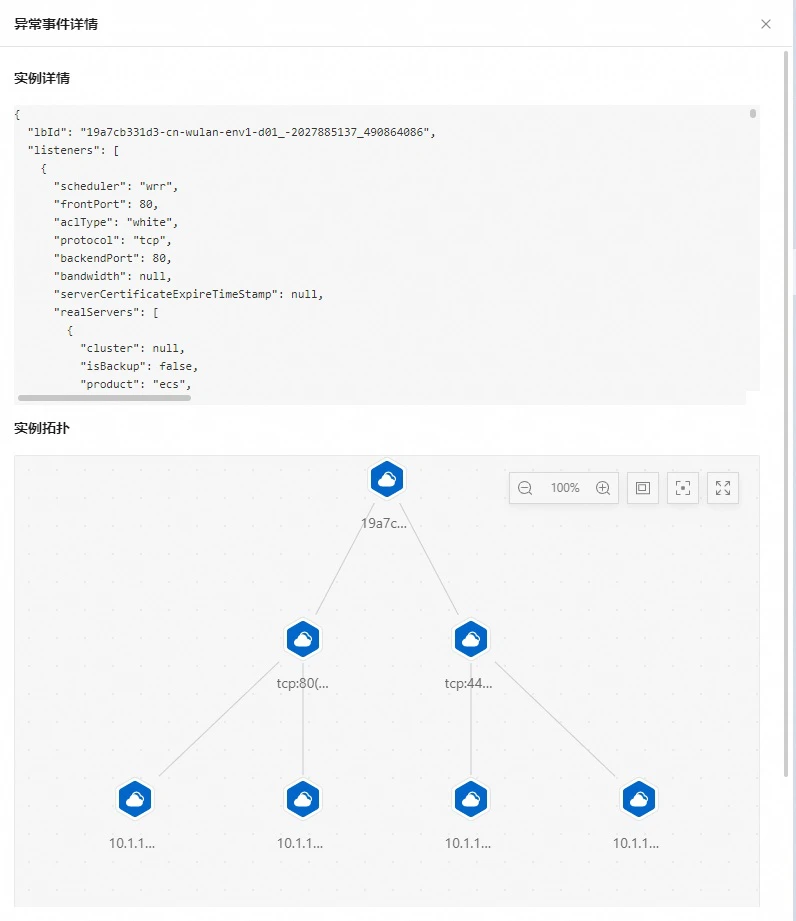 异常事件详情
实例详情
{
"lbId": "19a7cb331d3-cn-wulan-env1-d01_-2027885137_490864086",
"listeners": [
{
"scheduler": "wrr",
"frontPort": 80,
"aclType": "white",
"protocol": "tcp",
"backendPort": 80,
"bandwidth": null,
"serverCertificateExpireTimeStamp": null,
"realServers": [
{
"cluster": null,
"isBackup": false,
"product": "ecs",
实例拓扑
100%
19a7c...
tcp:80(...
tcp:44...
10.1.1...
10.1.1...
10.1.1...
10.1.1...